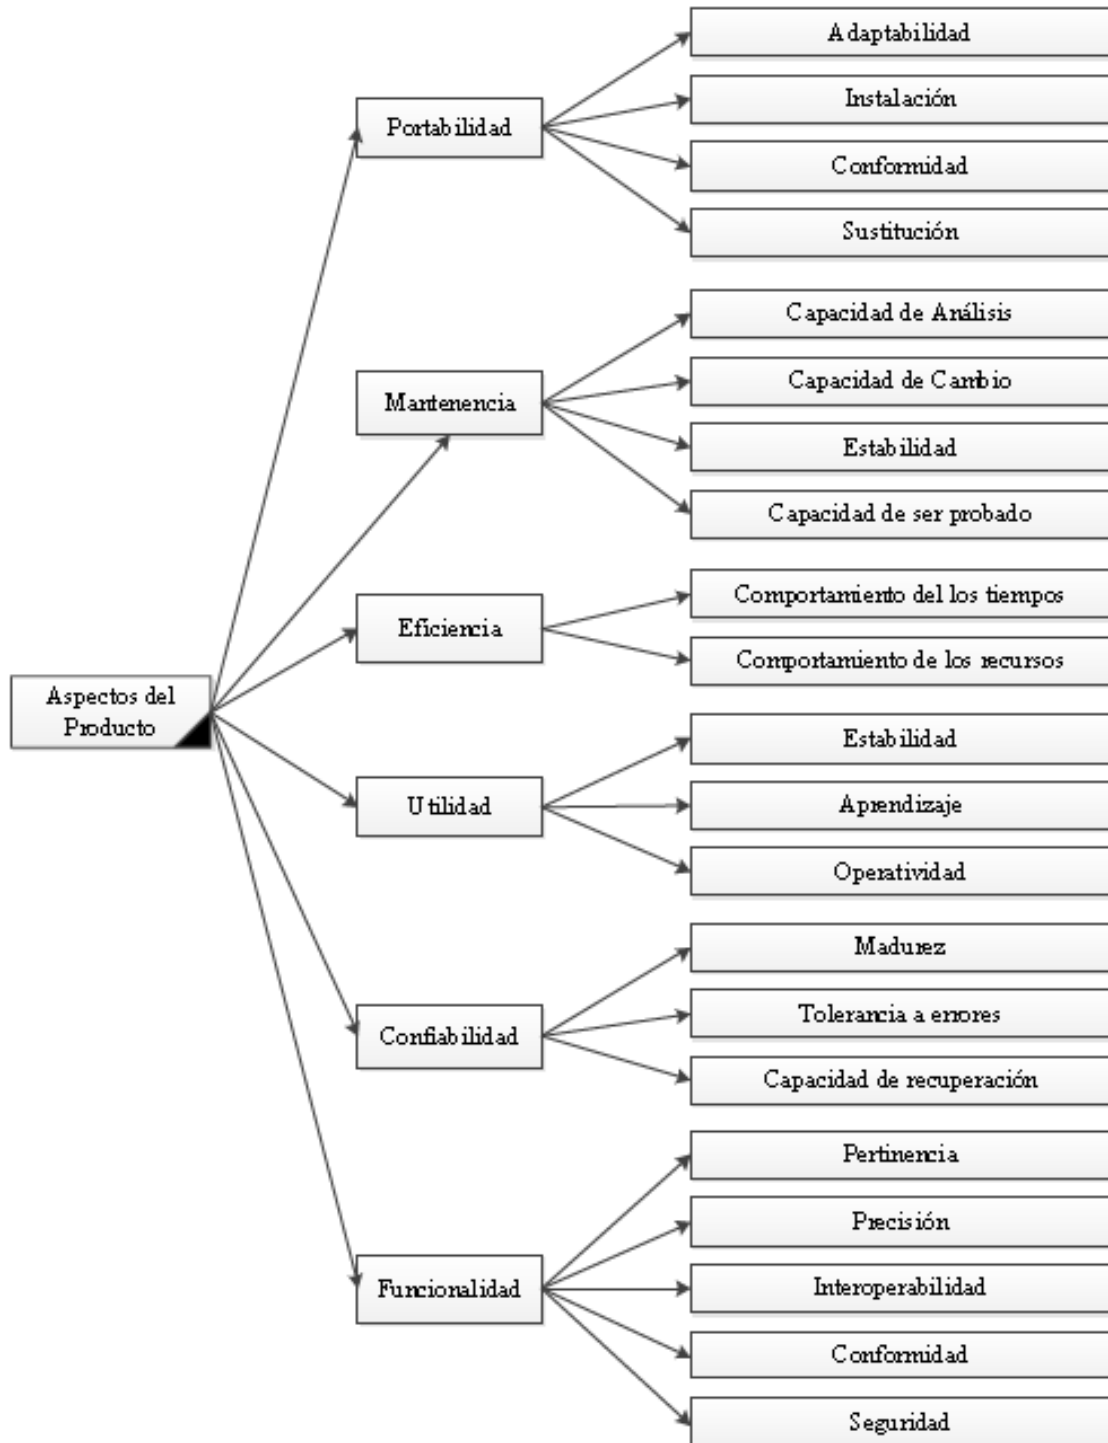 Aspectos del
Producto
Portabilidad
Adaptabilidad
Instalación
Conformidad
Sustitución
Mantenencia
Capacidad de Análisis
Capacidad de Cambio
Estabilidad
Capacidad de ser probado
Eficiencia
Comportamiento del los tiempos
Comportamiento de los recursos
Utilidad
Estabilidad
Aprendizaje
Operatividad
Confiabilidad
Madurez
Tolerancia a errores
Capacidad de recuperación
Funcionalidad
Pertinencia
Precisión
Interoperabilidad
Conformidad
Seguridad